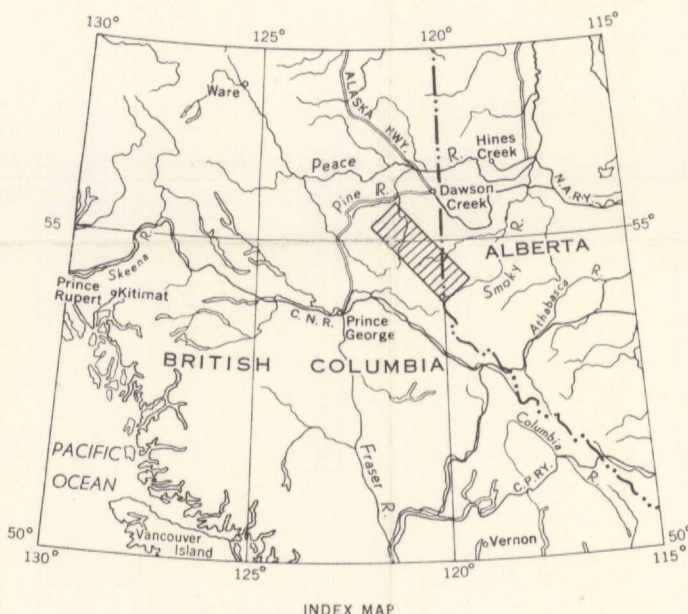 130°
125°
120°
115°
Ware
ALASKA HWY.
Hines
Creek
Peace R.
Pine R.
Dawson
Creek
N.A.RY.
55
55°
ALBERTA
Skeena R.
Smoky R.
Athabasca R.
Prince
Rupert
Kitimat
C.N.R.
Prince
George
BRITISH COLUMBIA
Columbia R.
PACIFIC
OCEAN
Fraser R.
C.P.RY.
Vancouver
Island
Vernon
50°
50°
130°
125°
120°
115°
INDEX MAP